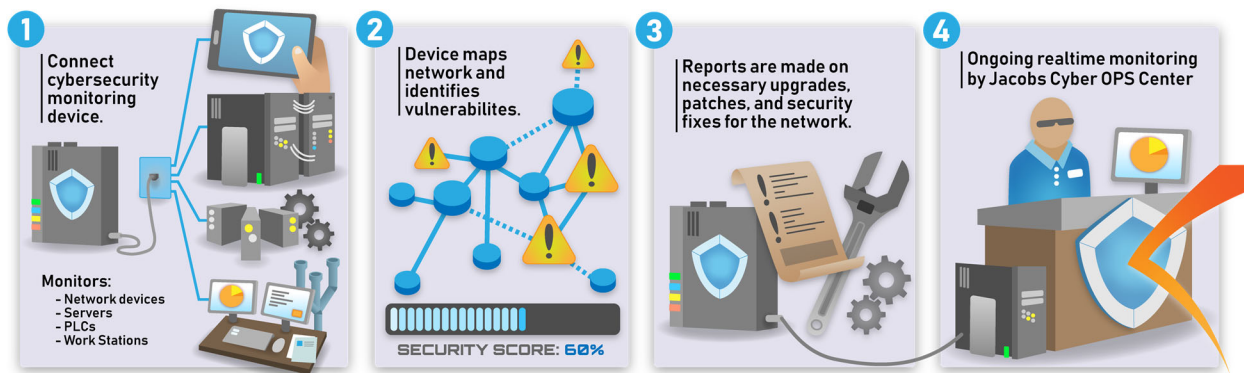 1
Connect
cybersecurity
monitoring
device.
Monitors:
- Network devices
- Servers
- PLCs
- Work Stations
2
Device maps
network and
identifies
vulnerabilites.
!
!
!
!
SECURITY SCORE: 60%
3
Reports are made on
necessary upgrades,
patches, and security
fixes for the network.
!
!
4
Ongoing realtime monitoring
by Jacobs Cyber OPS Center